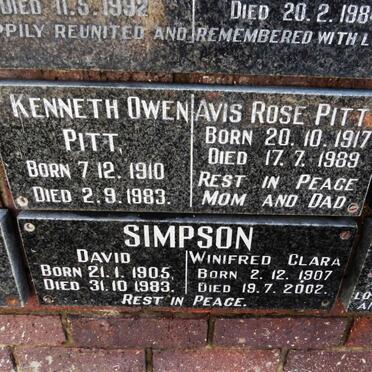 DIED 11.5.1992
DIED 20.2.198
PPILY REUNITED AND
REMEMBERED WITH L
KENNETH OWEN
PITT,
BORN 7.12.1910
DIED 2.9.1983.
AVIS ROSE PITT
BORN 20.10.1917
DIED 17.7.1989
REST IN PEACE
MOM AND DAD
SIMPSON
DAVID
BORN 21.1.1905,
DIED 31.10.1983.
WINIFRED CLARA
BORN 2.12.1907
DIED 19.7.2002.
REST IN PEACE.